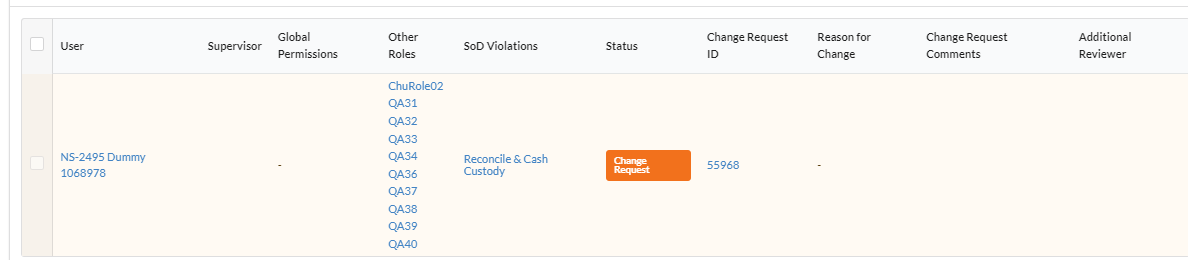 User
Supervisor
Global
Permissions
Other
Roles
SoD Violations
Status
Change Request
ID
Reason for
Change
Change Request
Comments
Additional
Reviewer
NS-2495 Dummy
1068978
-
ChuRole02
QA31
QA32
QA33
QA34
QA36
QA37
QA38
QA39
QA40
Reconcile & Cash
Custody
Change
Request
55968
-